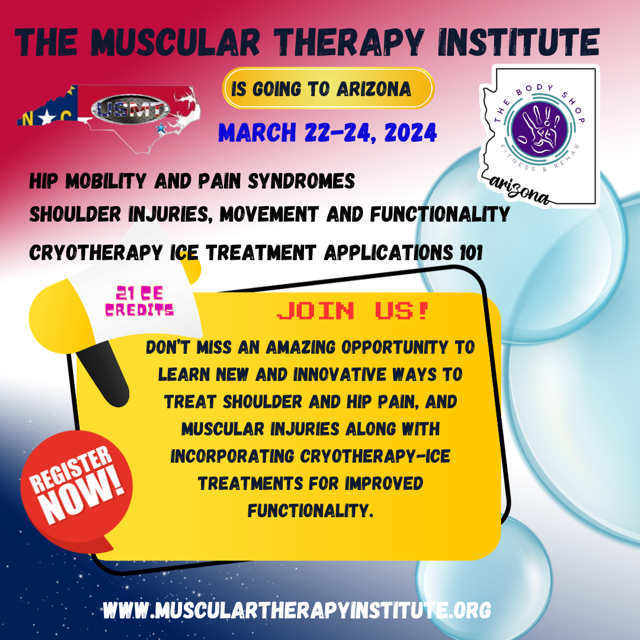 THE MUSCULAR THERAPY INSTITUTE
IS GOING TO ARIZONA
MARCH 22-24, 2024
N C
USMTI
THE BODY SHOP
FITNESS & REHAB
arizona
HIP MOBILITY AND PAIN SYNDROMES
SHOULDER INJURIES, MOVEMENT AND FUNCTIONALITY
CRYOTHERAPY ICE TREATMENT APPLICATIONS 101
21 CE
CREDITS
JOIN US!
DON'T MISS AN AMAZING OPPORTUNITY TO
LEARN NEW AND INNOVATIVE WAYS TO
TREAT SHOULDER AND HIP PAIN, AND
MUSCULAR INJURIES ALONG WITH
INCORPORATING CRYOTHERAPY-ICE
TREATMENTS FOR IMPROVED
FUNCTIONALITY.
REGISTER
NOW!
WWW.MUSCULARTHERAPYINSTITUTE.ORG